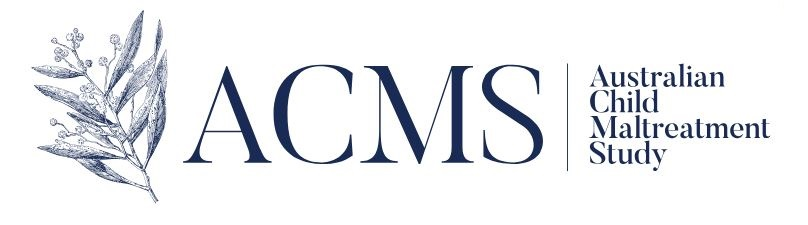 ACMS
Australian
Child
Maltreatment
Study